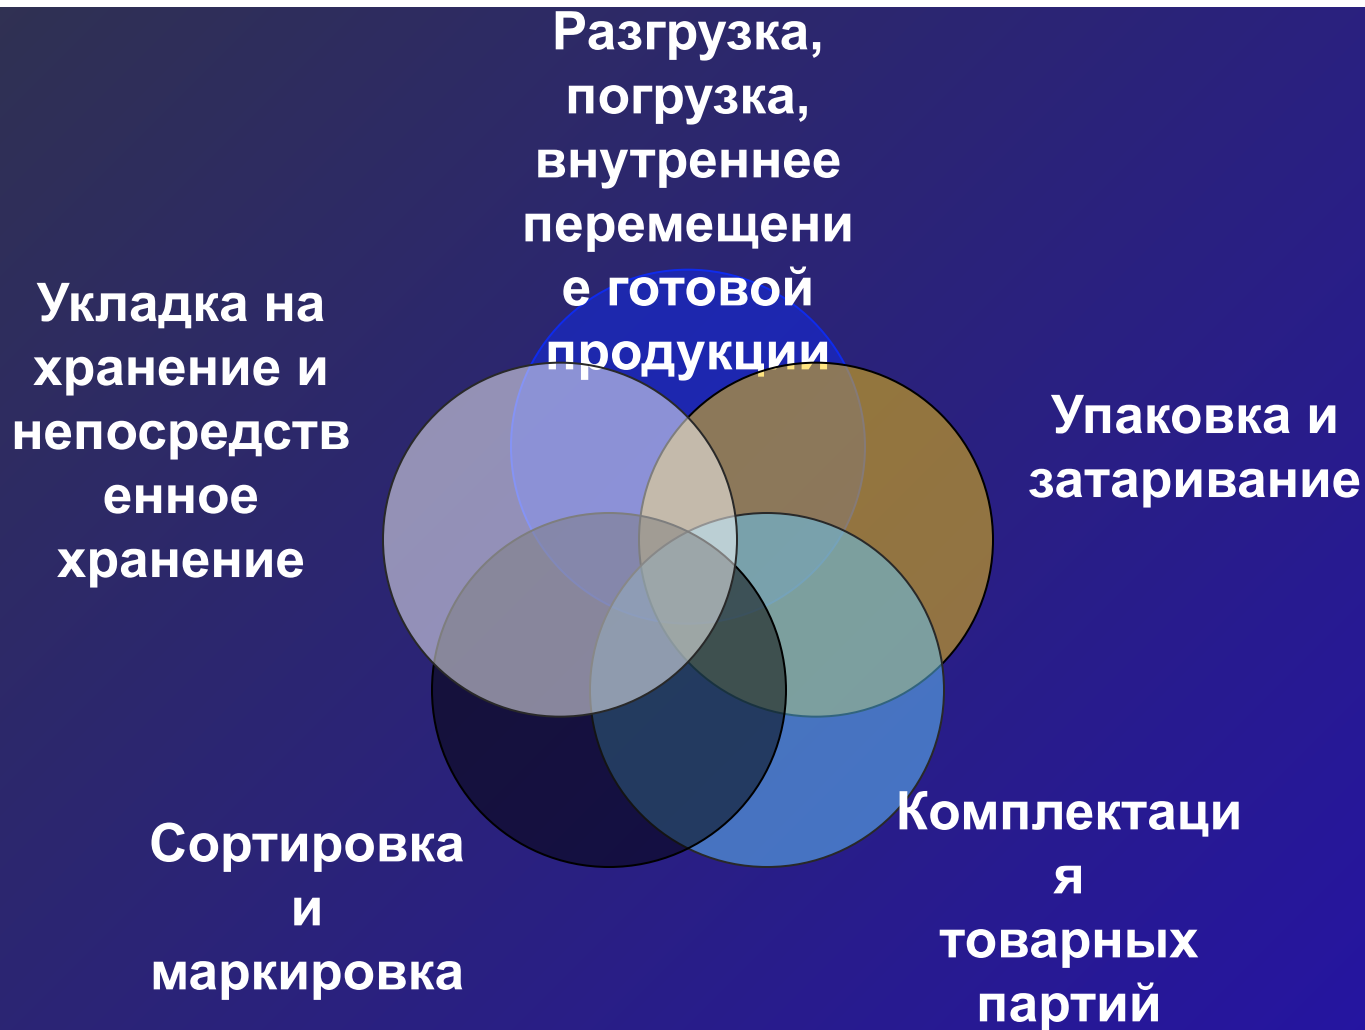 Разгрузка,
погрузка,
внутреннее
перемещени
е готовой
продукции
Упаковка и
затаривание
Комплектаци
я
товарных
партий
Сортировка
и
маркировка
Укладка на
хранение и
непосредств
енное
хранение